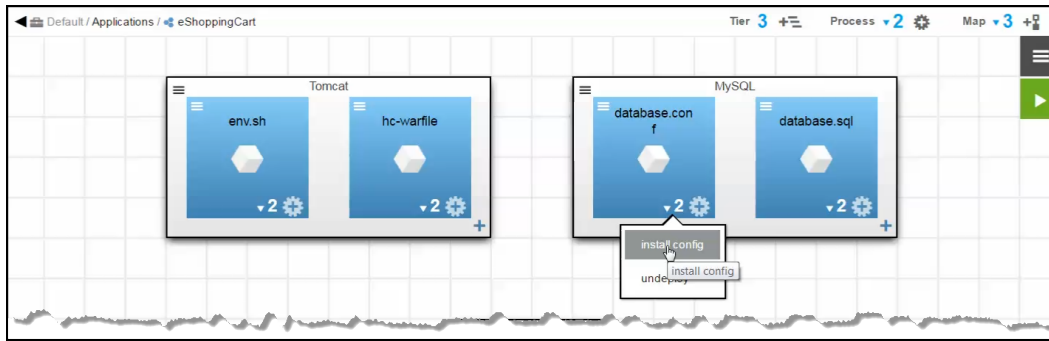 Default / Applications / eShoppingCart
Tier 3 Process 2 Map 3
Tomcat
env.sh
2
hc-warfile
2
MySQL
database.con
f
2
database.sql
2
install config
install config
undeploy